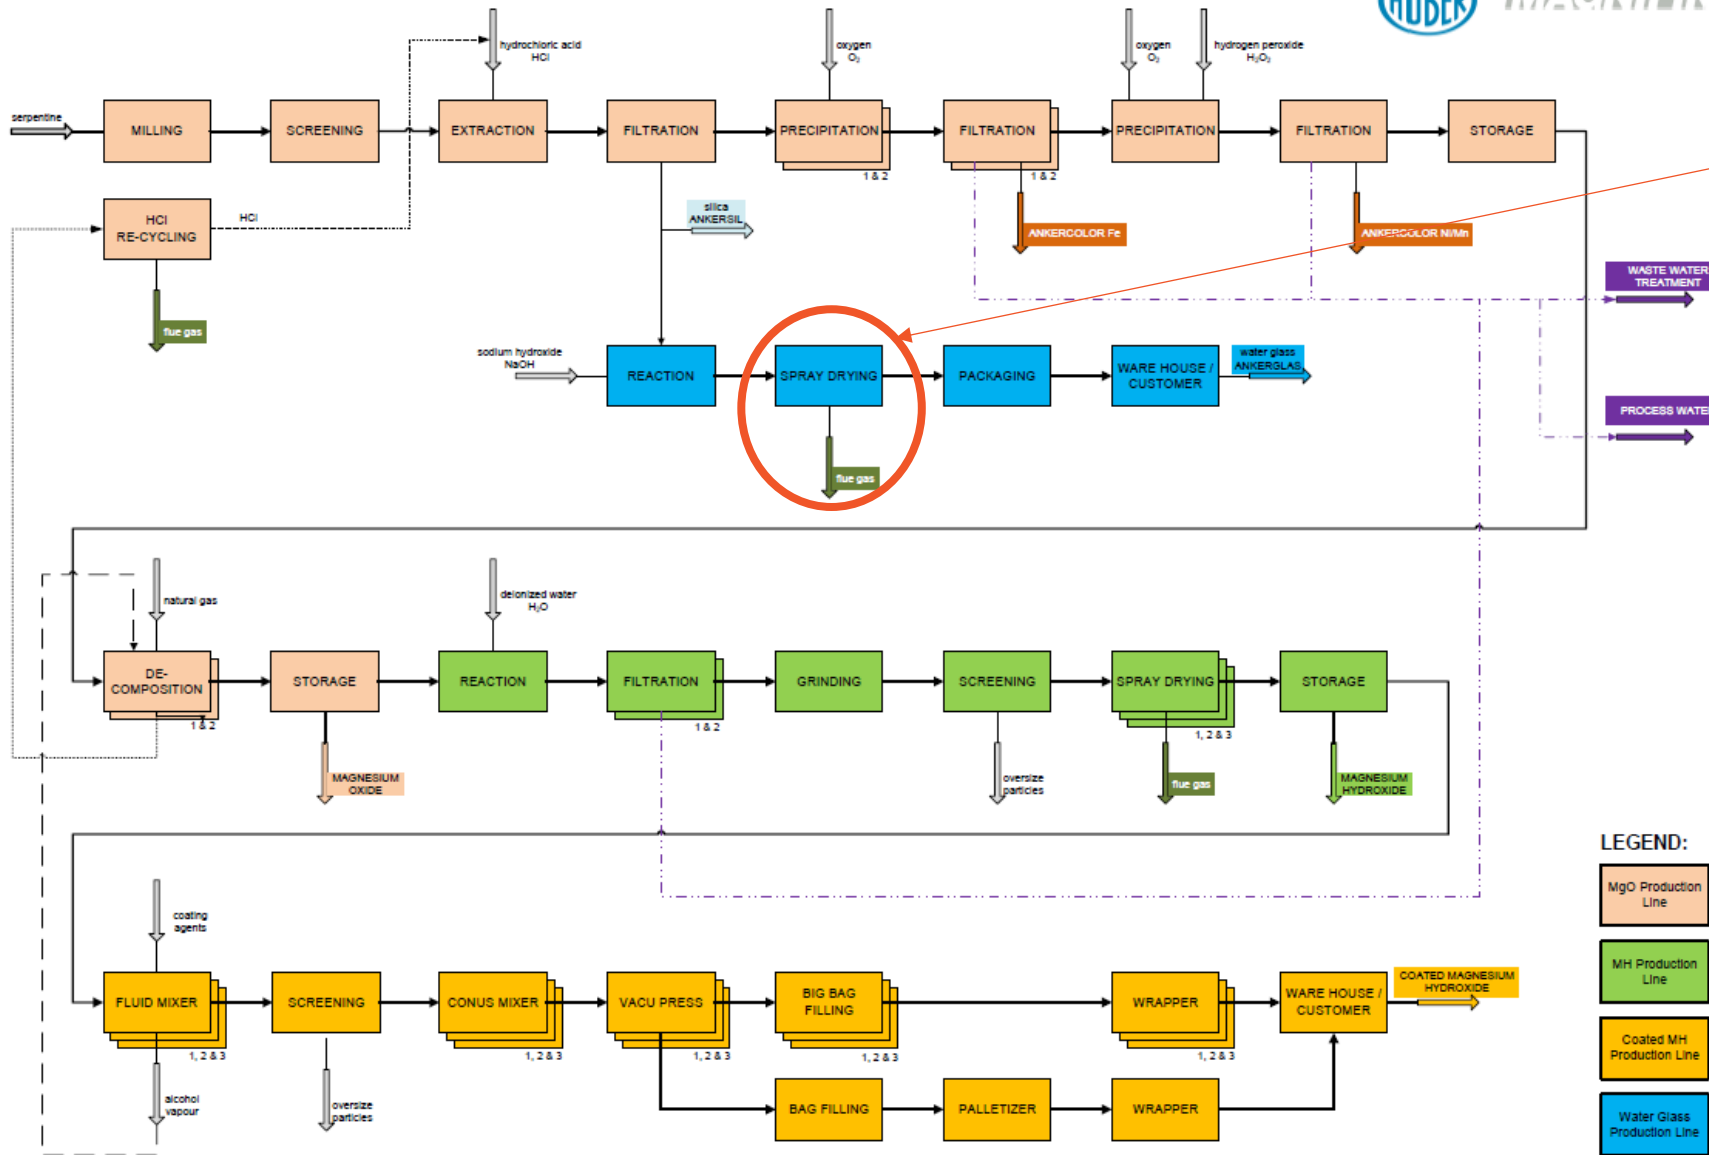 HUBER
hydrochloric acid
HCl
oxygen
O₂
oxygen
O₂
hydrogen peroxide
H₂O₂
serpentine
MILLING
SCREENING
EXTRACTION
FILTRATION
PRECIPITATION
1 & 2
FILTRATION
1 & 2
PRECIPITATION
FILTRATION
STORAGE
HCl
RE-CYCLING
HCl
silica
ANKERSIL
ANKERCOLOR Fe
ANKERCOLOR Ni/Mn
flue gas
WASTE WATER
TREATMENT
sodium hydroxide
NaOH
REACTION
SPRAY DRYING
PACKAGING
WARE HOUSE /
CUSTOMER
water glass
ANKERGLAS
flue gas
PROCESS WATER
natural gas
deionized water
H₂O
DE-
COMPOSITION
1 & 2
STORAGE
REACTION
FILTRATION
1 & 2
GRINDING
SCREENING
SPRAY DRYING
1, 2 & 3
STORAGE
MAGNESIUM
OXIDE
oversize
particles
flue gas
MAGNESIUM
HYDROXIDE
coating
agents
FLUID MIXER
1, 2 & 3
SCREENING
CONUS MIXER
1, 2 & 3
VACU PRESS
1, 2 & 3
BIG BAG
FILLING
1, 2 & 3
WRAPPER
1, 2 & 3
WARE HOUSE /
CUSTOMER
COATED MAGNESIUM
HYDROXIDE
alcohol
vapour
oversize
particles
BAG FILLING
PALLETIZER
WRAPPER
LEGEND:
MgO Production
Line
MH Production
Line
Coated MH
Production Line
Water Glass
Production Line